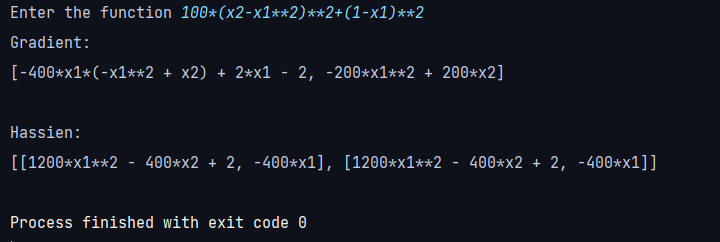 Enter the function 100*(x2-x1**2)**2+(1-x1)**2
Gradient:
[-400*x1*(-x1**2 + x2) + 2*x1 - 2, -200*x1**2 + 200*x2]
Hassien:
[[1200*x1**2 - 400*x2 + 2, -400*x1], [1200*x1**2 - 400*x2 + 2, -400*x1]]
Process finished with exit code 0